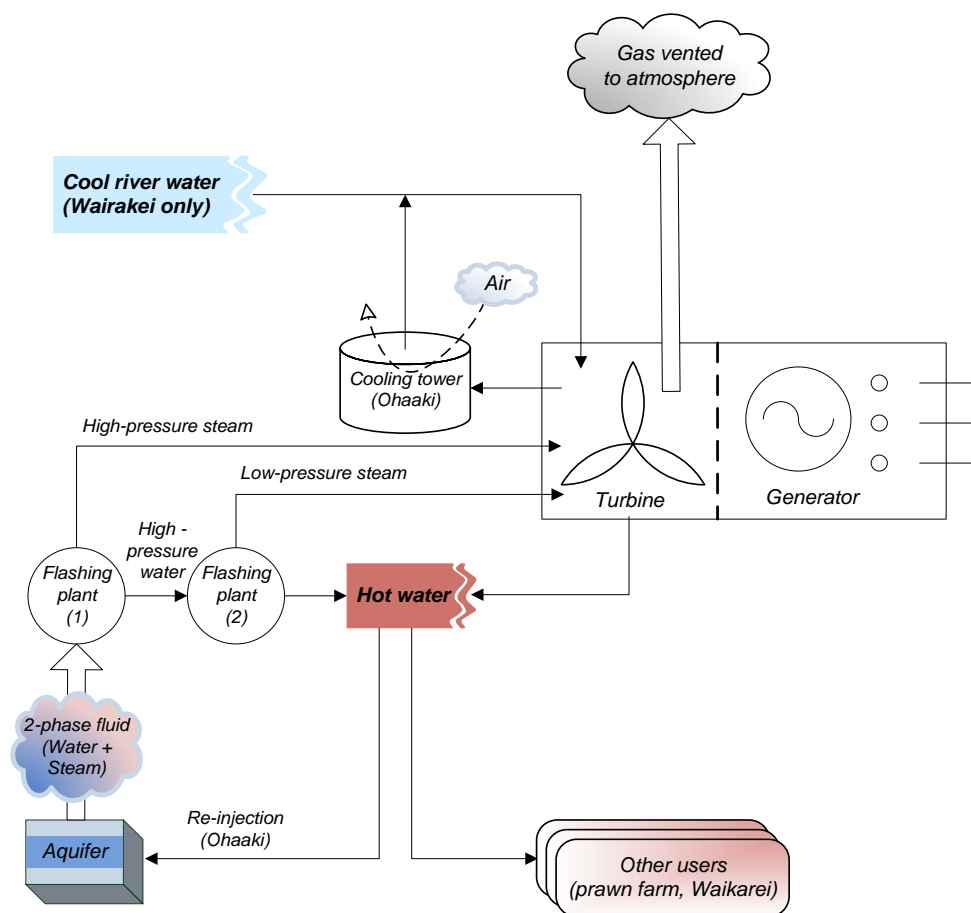 Gas vented
to atmosphere
Cool river water
(Wairakei only)
Air
Cooling tower
(Ohaaki)
High-pressure steam
Low-pressure steam
Turbine
Generator
High -
pressure
water
Flashing
plant
(1)
Flashing
plant
(2)
Hot water
2-phase fluid
(Water +
Steam)
Re-injection
(Ohaaki)
Aquifer
Other users
(prawn farm, Waikarei)